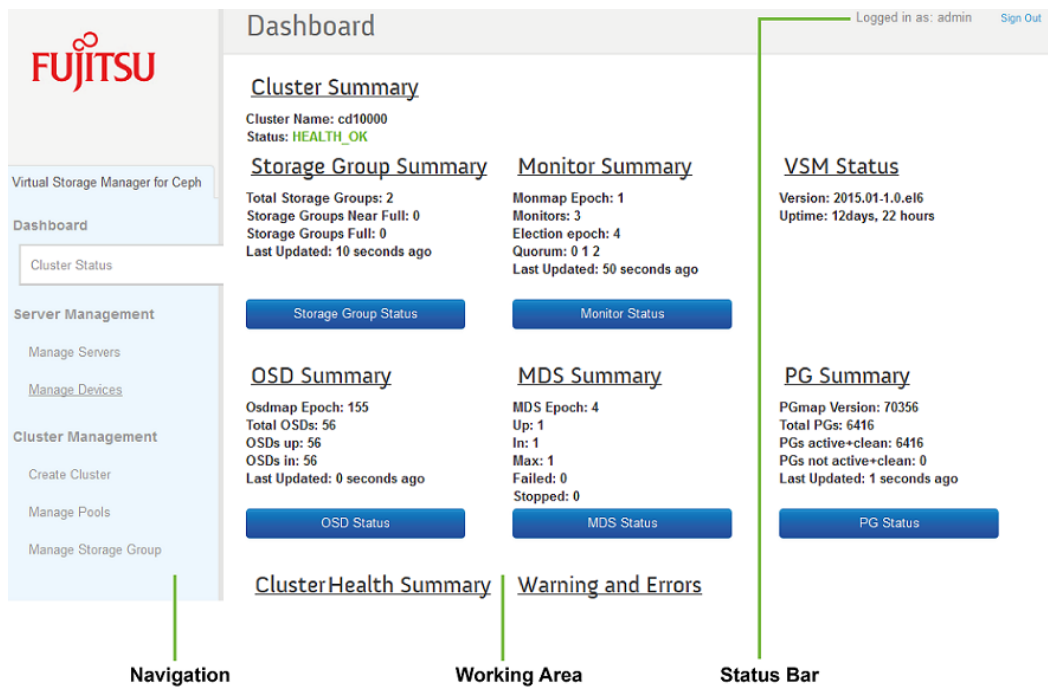 FUJITSU
Virtual Storage Manager for Ceph
Dashboard
Cluster Status
Server Management
Manage Servers
Manage Devices
Cluster Management
Create Cluster
Manage Pools
Manage Storage Group
Dashboard
Logged in as: admin
Sign Out
Cluster Summary
Cluster Name: cd10000
Status: HEALTH_OK
Storage Group Summary
Total Storage Groups: 2
Storage Groups Near Full: 0
Storage Groups Full: 0
Last Updated: 10 seconds ago
Storage Group Status
Monitor Summary
Monmap Epoch: 1
Monitors: 3
Election epoch: 4
Quorum: 0 1 2
Last Updated: 50 seconds ago
Monitor Status
VSM Status
Version: 2015.01-1.0.el6
Uptime: 12days, 22 hours
OSD Summary
Osdmap Epoch: 155
Total OSDs: 56
OSDs up: 56
OSDs in: 56
Last Updated: 0 seconds ago
OSD Status
MDS Summary
MDS Epoch: 4
Up: 1
In: 1
Max: 1
Failed: 0
Stopped: 0
MDS Status
PG Summary
PGmap Version: 70356
Total PGs: 6416
PGs active+clean: 6416
PGs not active+clean: 0
Last Updated: 1 seconds ago
PG Status
ClusterHealth Summary
Warning and Errors
Navigation
Working Area
Status Bar